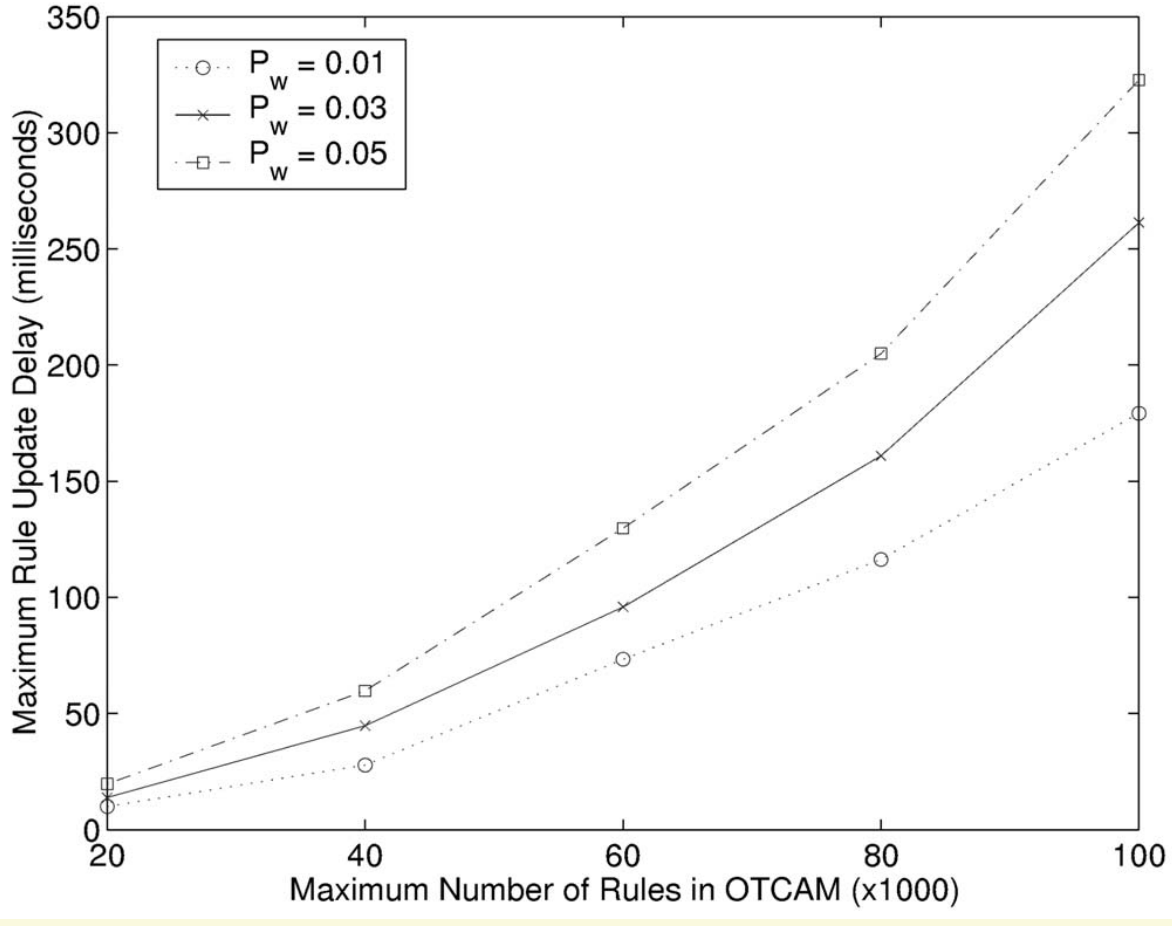 350
300
250
200
150
100
50
0
Maximum Rule Update Delay (milliseconds)
P_w = 0.01
P_w = 0.03
P_w = 0.05
20 40 60 80 100
Maximum Number of Rules in OTCAM (x1000)